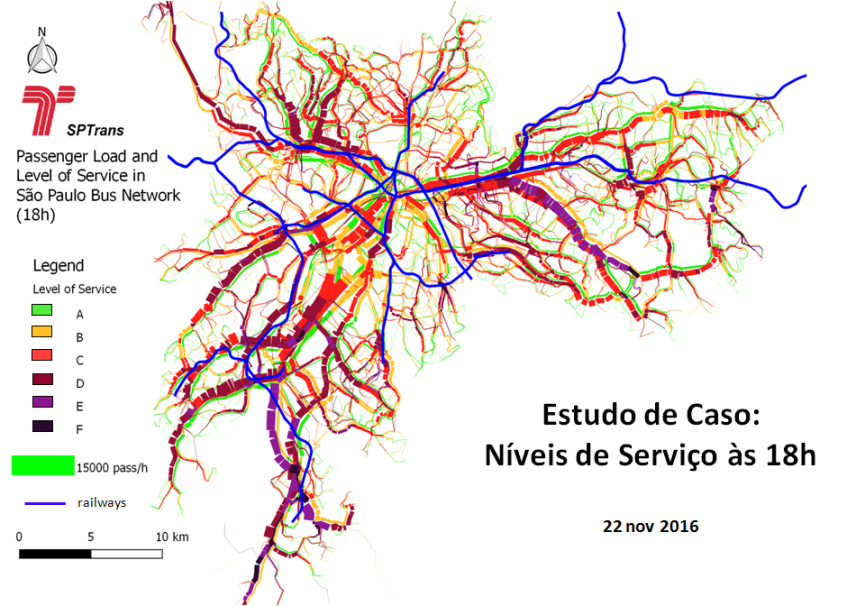 N
SPTrans
Passenger Load and
Level of Service in
São Paulo Bus Network
(18h)
Legend
Level of Service
A
B
C
D
E
F
15000 pass/h
railways
0 5 10 km
Estudo de Caso:
Níveis de Serviço às 18h
22 nov 2016